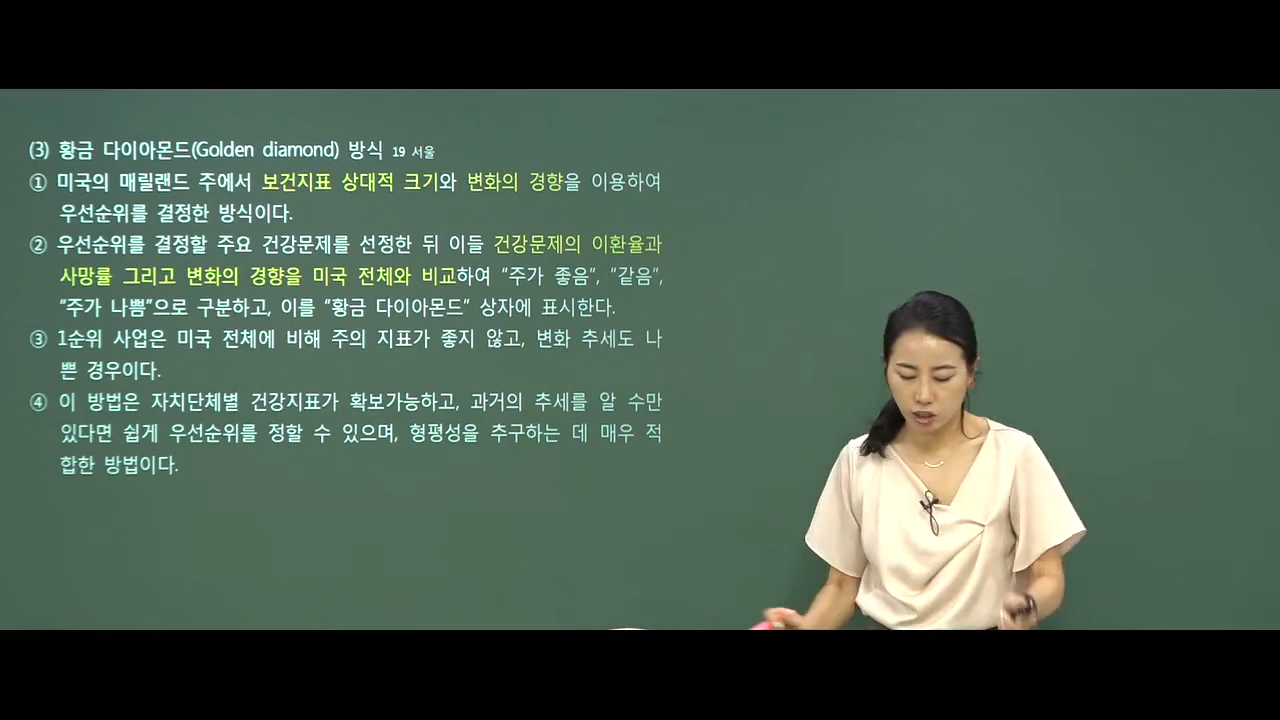 (3) 황금 다이아몬드(Golden diamond) 방식 19 서울
① 미국의 매릴랜드 주에서 보건지표 상대적 크기와 변화의 경향을 이용하여
우선순위를 결정한 방식이다.
② 우선순위를 결정할 주요 건강문제를 선정한 뒤 이들 건강문제의 이환율과
사망률 그리고 변화의 경향을 미국 전체와 비교하여 “주가 좋음”, “같음”,
“주가 나쁨”으로 구분하고, 이를 “황금 다이아몬드” 상자에 표시한다.
③ 1순위 사업은 미국 전체에 비해 주의 지표가 좋지 않고, 변화 추세도 나
쁜 경우이다.
④ 이 방법은 자치단체별 건강지표가 확보가능하고, 과거의 추세를 알 수만
있다면 쉽게 우선순위를 정할 수 있으며, 형평성을 추구하는 데 매우 적
합한 방법이다.